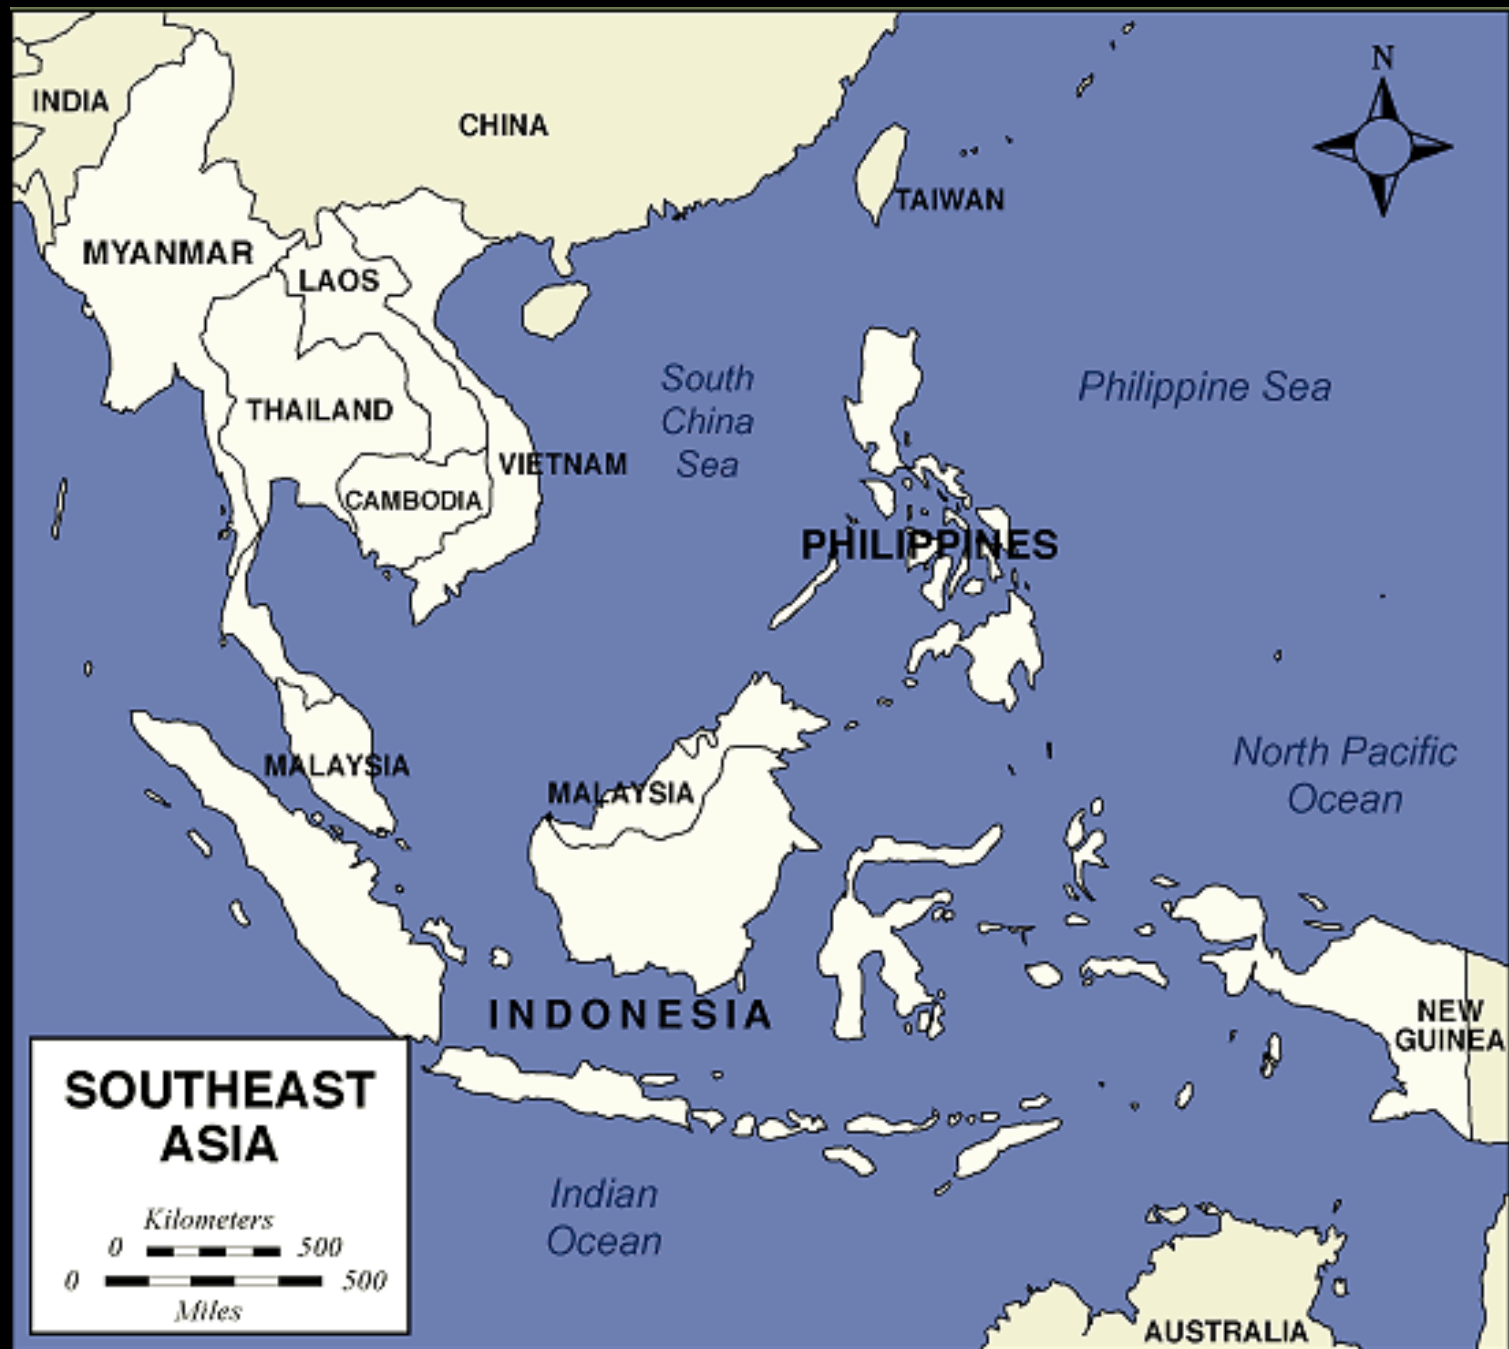 N
INDIA
CHINA
TAIWAN
MYANMAR
LAOS
South
China
Sea
Philippine Sea
THAILAND
VIETNAM
CAMBODIA
PHILIPPINES
North Pacific
Ocean
MALAYSIA
MALAYSIA
INDONESIA
NEW
GUINEA
SOUTHEAST
ASIA
Kilometers
0 500
0 500
Miles
Indian
Ocean
AUSTRALIA